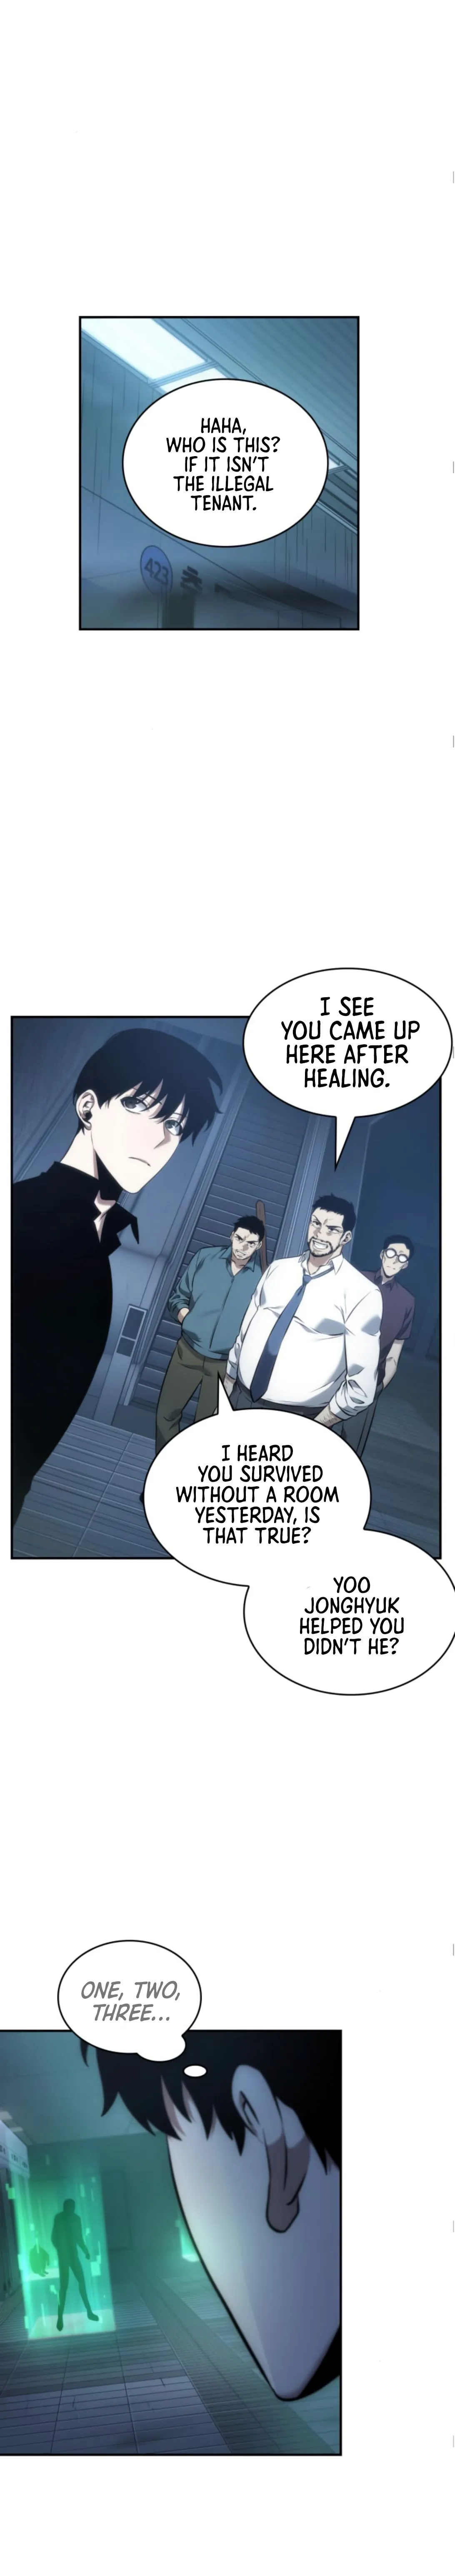 HAHA,
WHO IS THIS?
IF IT ISN'T
THE ILLEGAL
TENANT.
423
I SEE
YOU CAME UP
HERE AFTER
HEALING.
I HEARD
YOU SURVIVED
WITHOUT A ROOM
YESTERDAY, IS
THAT TRUE?
YOO
JONGHYUK
HELPED YOU
DIDN'T HE?
ONE, TWO,
THREE...